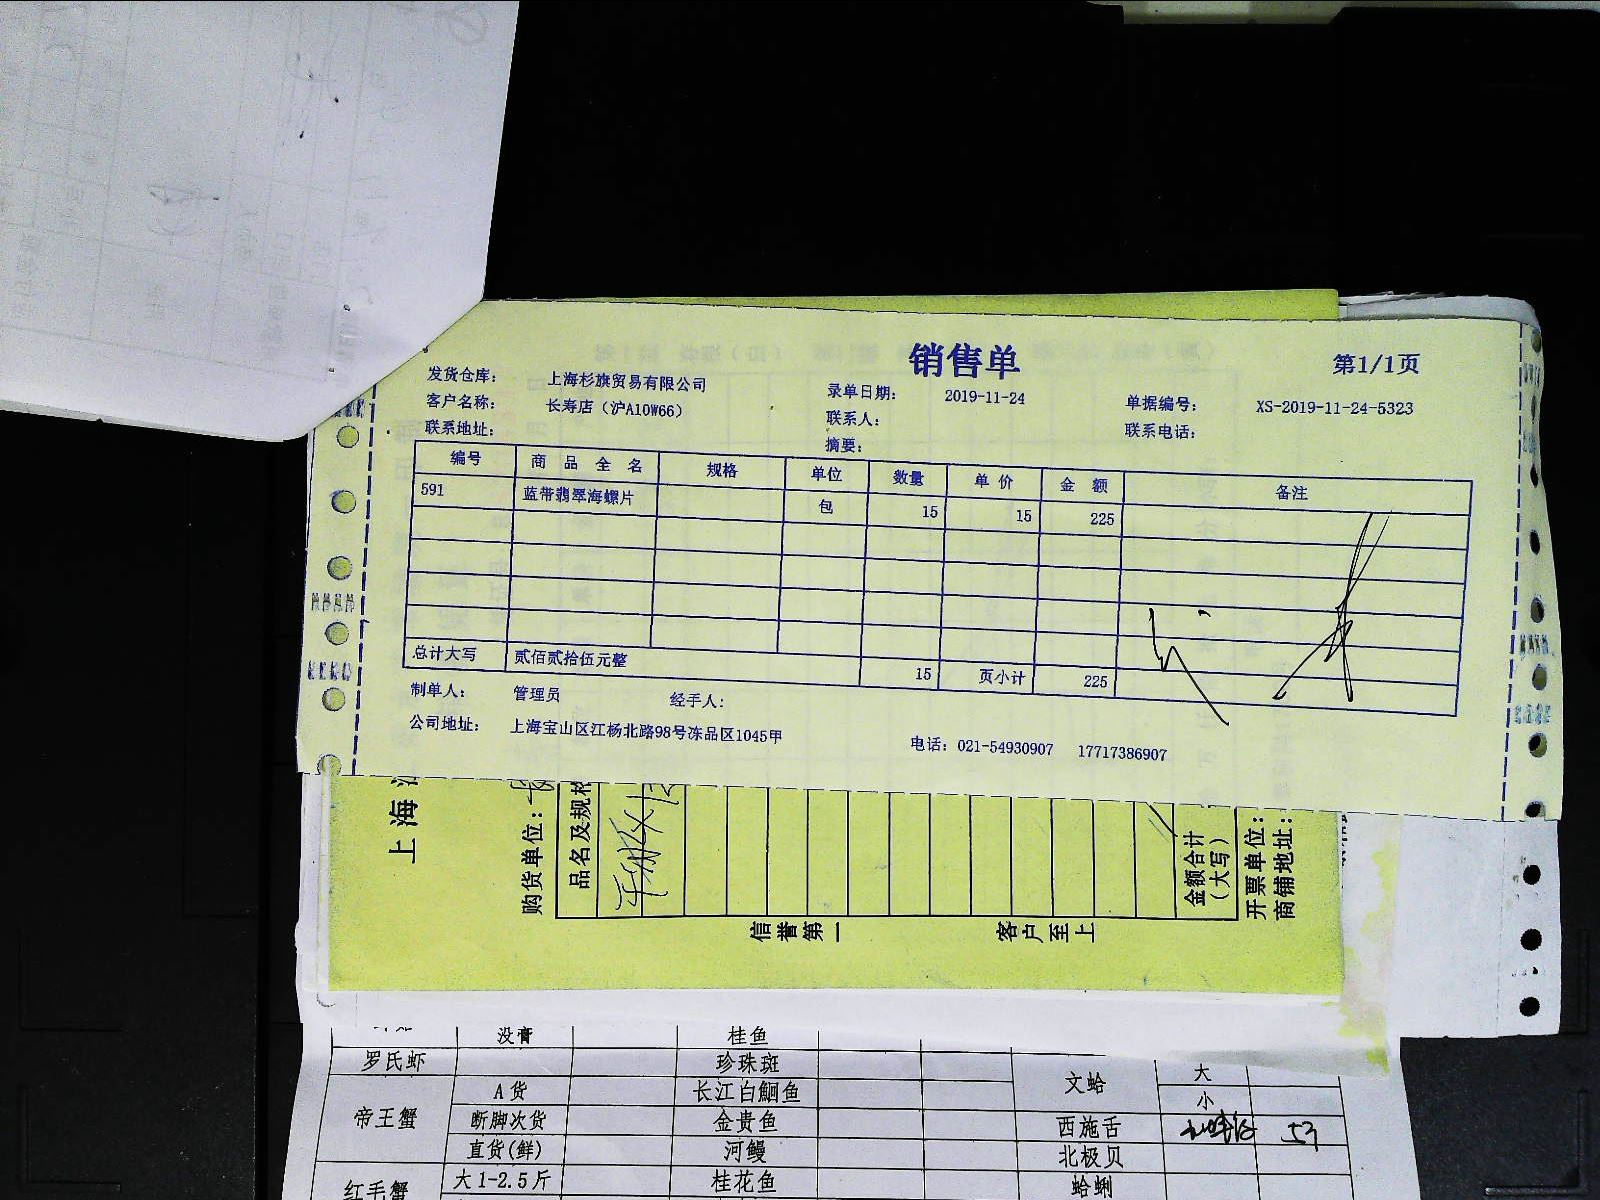 销售单
第1/1页
发货仓库: 上海杉旗贸易有限公司
录单日期: 2019-11-24
单据编号: XS-2019-11-24-5323
客户名称: 长寿店（沪A10W66）
联系人:
联系电话:
联系地址:
摘要:
编号 商品全名 规格 单位 数量 单价 金额 备注
591 蓝带翡翠海螺片 包 15 15 225
总计大写 贰佰贰拾伍元整 15 页小计 225
制单人: 管理员 经手人:
公司地址: 上海宝山区江杨北路98号冻品区1045甲
电话: 021-54930907 17717386907
上海
购货单位:
品名及规格
金额合计
(大写)
开票单位:
商铺地址:
信誉第一
客户至上
没膏 桂鱼
罗氏虾 珍珠斑 文蛤 大
帝王蟹 A货 长江白鮰鱼 小
断脚次货 金贵鱼 西施舌
直货(鲜) 河鳗 北极贝
红毛蟹 大1-2.5斤 桂花鱼 蛤蜊